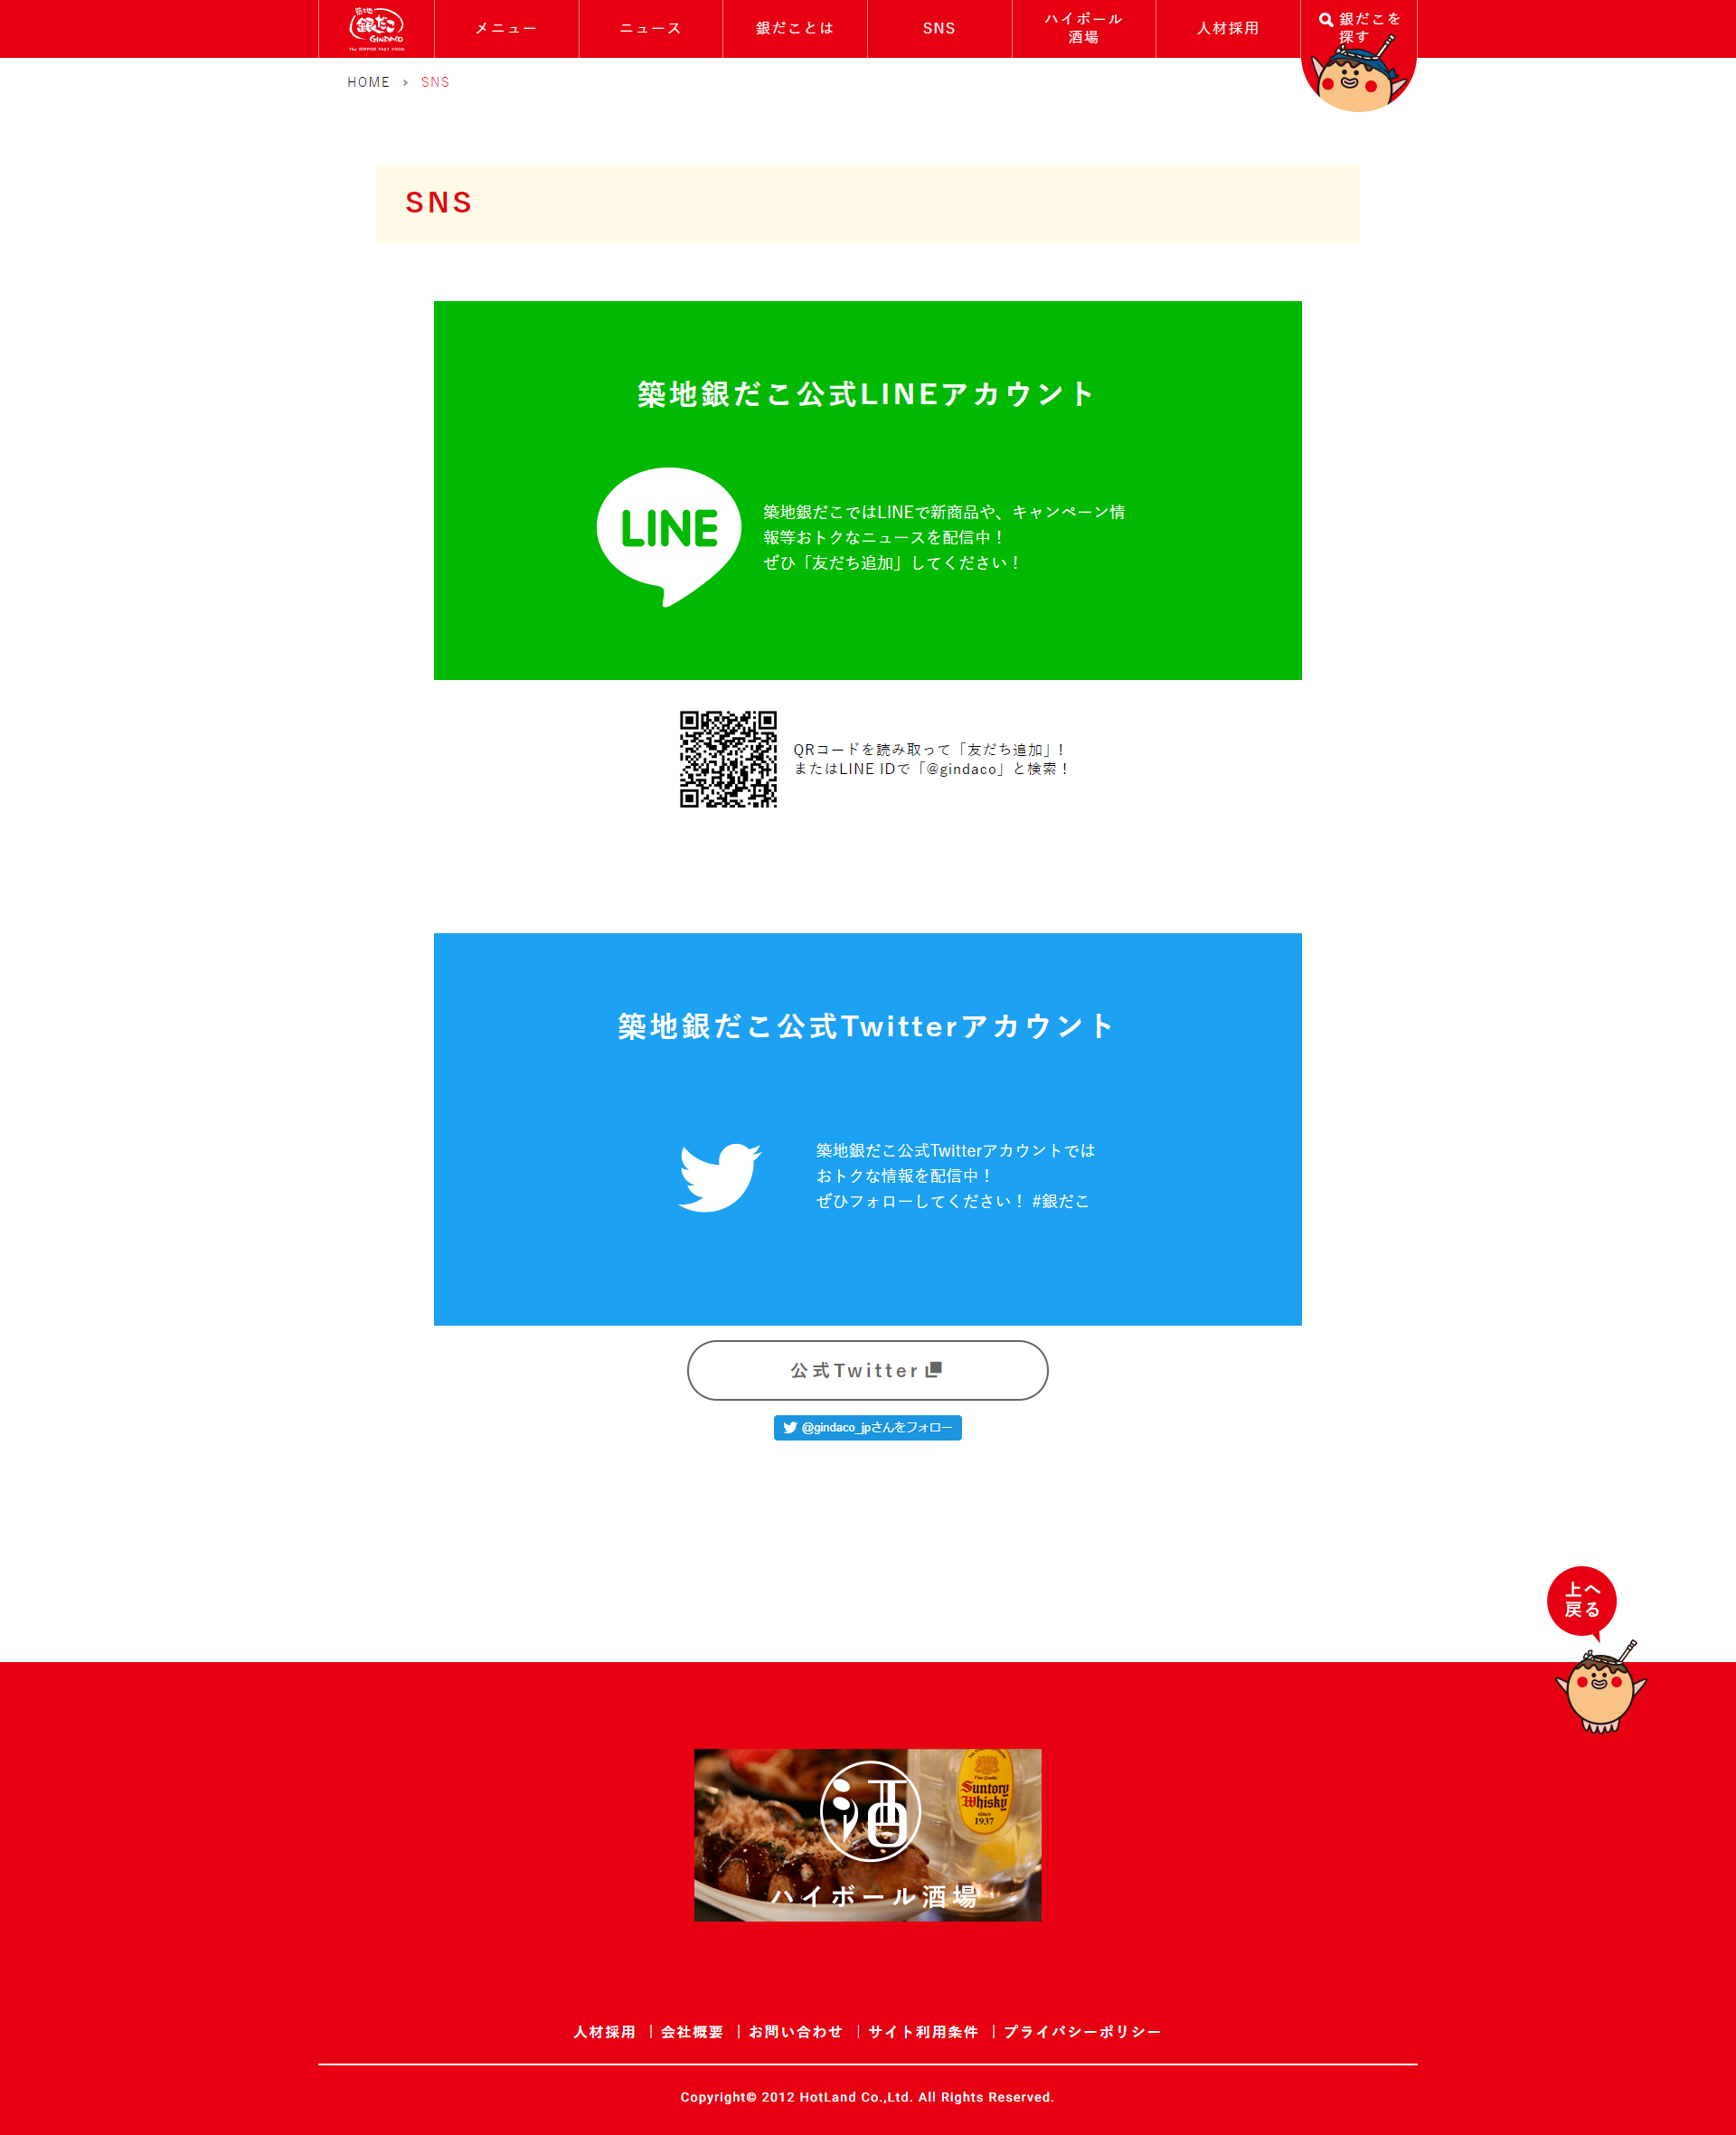 築地
銀だこ
GINDACO
The NIPPON FAST FOOD.
メニュー
ニュース
銀だことは
SNS
ハイボール
酒場
人材採用
銀だこを
探す
HOME > SNS
SNS
築地銀だこ公式LINEアカウント
LINE
築地銀だこではLINEで新商品や、キャンペーン情
報等おトクなニュースを配信中！
ぜひ「友だち追加」してください！
QRコードを読み取って「友だち追加」!
またはLINE IDで「@gindaco」と検索！
築地銀だこ公式Twitterアカウント
築地銀だこ公式Twitterアカウントでは
おトクな情報を配信中！
ぜひフォローしてください！ #銀だこ
公式Twitter
@gindaco_jpさんをフォロー
上へ
戻る
酒
Suntory
Whisky
since
1937
ハイボール酒場
人材採用 | 会社概要 | お問い合わせ | サイト利用条件 | プライバシーポリシー
Copyright© 2012 HotLand Co.,Ltd. All Rights Reserved.